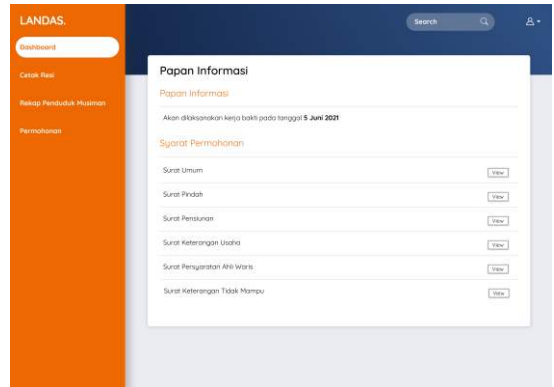 LANDAS.
Search
Dashboard
Cetak Resi
Rekap Penduduk Musiman
Permohonan
Papan Informasi
Papan Informasi
Akan dilaksanakan kerja bakti pada tanggal 5 Juni 2021
Syarat Permohonan
Surat Umum View
Surat Pindah View
Surat Pensiunan View
Surat Keterangan Usaha View
Surat Persyaratan Ahli Waris View
Surat Keterangan Tidak Mampu View